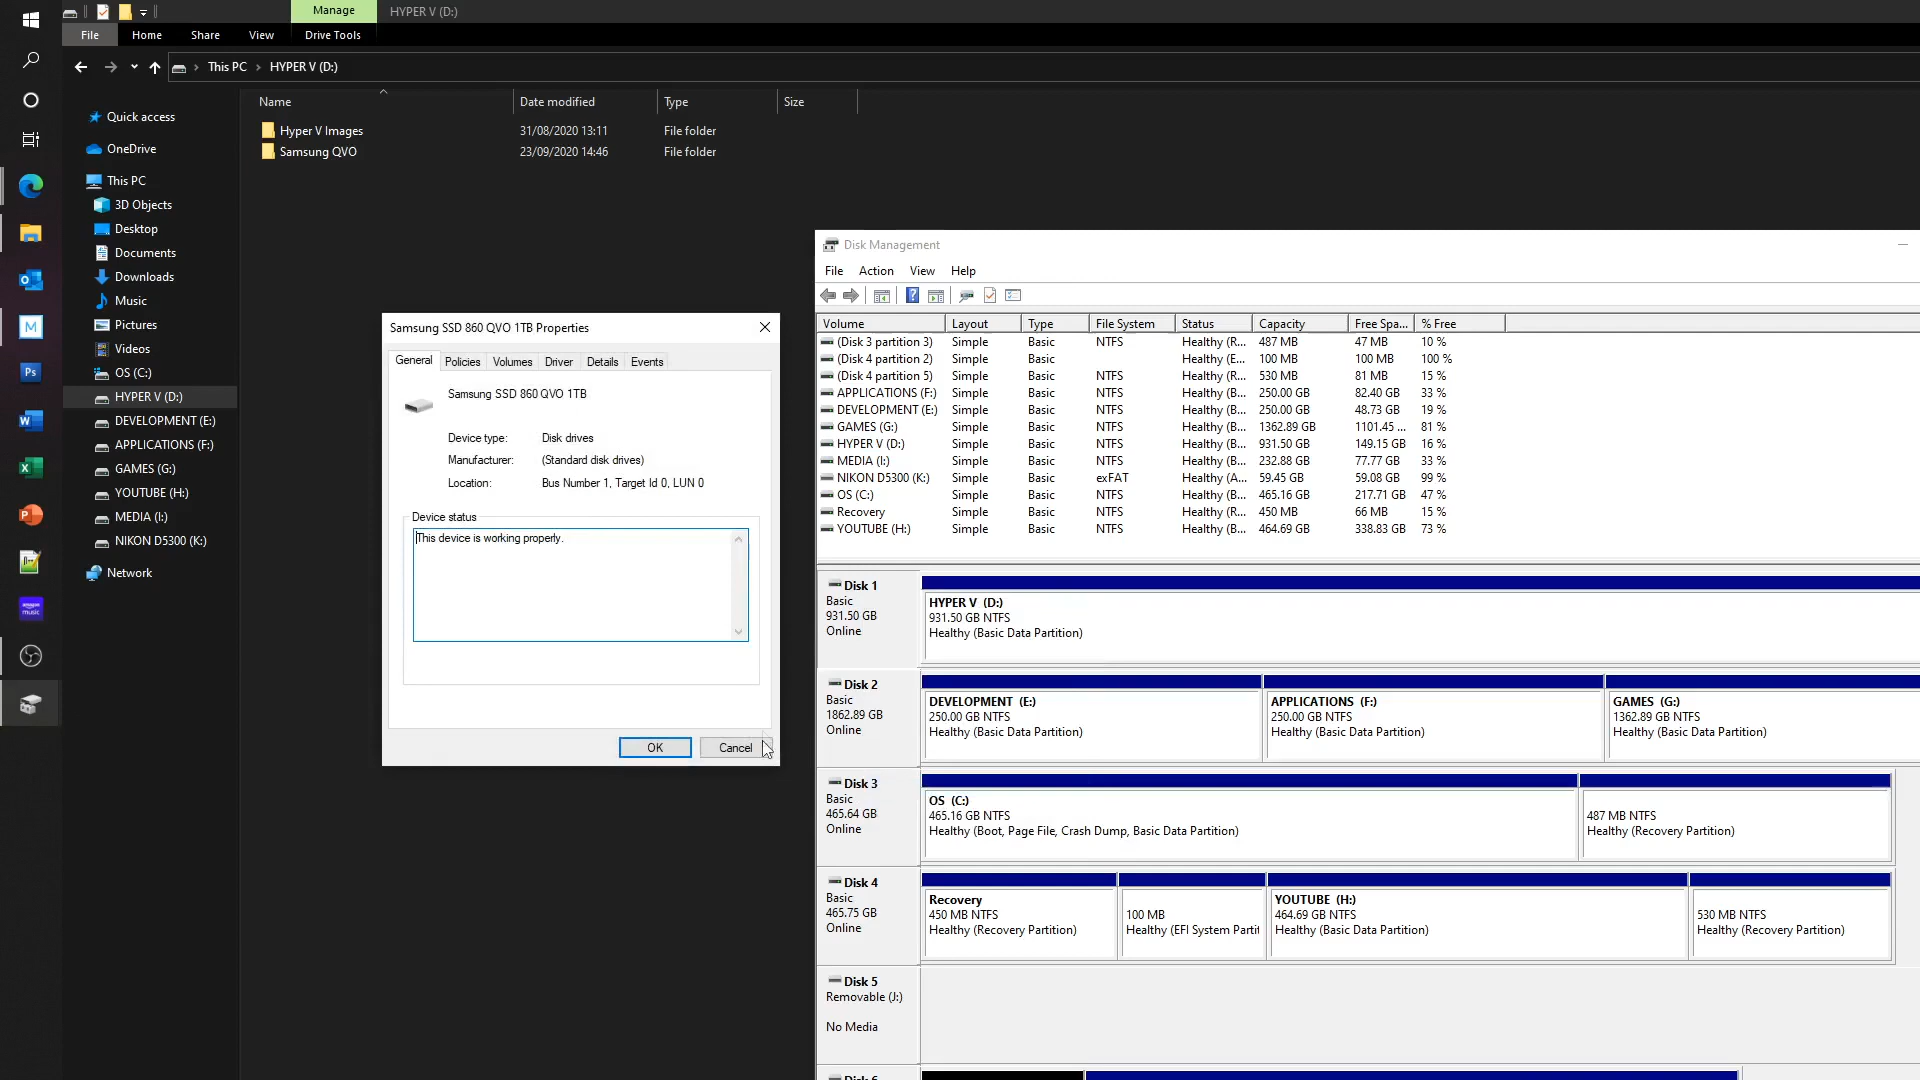 Manage
HYPER V (D:)
File
Home
Share
View
Drive Tools
This PC
HYPER V (D:)
Name
Date modified
Type
Size
Hyper V Images
31/08/2020 13:11
File folder
Samsung QVO
23/09/2020 14:46
File folder
Quick access
OneDrive
This PC
3D Objects
Desktop
Documents
Downloads
Music
Pictures
Videos
OS (C:)
HYPER V (D:)
DEVELOPMENT (E:)
APPLICATIONS (F:)
GAMES (G:)
YOUTUBE (H:)
MEDIA (I:)
NIKON D5300 (K:)
Network
Samsung SSD 860 QVO 1TB Properties
General Policies Volumes Driver Details Events
Samsung SSD 860 QVO 1TB
Device type: Disk drives
Manufacturer: (Standard disk drives)
Location: Bus Number 1, Target Id 0, LUN 0
Device status
This device is working properly.
OK
Cancel
Disk Management
File Action View Help
Volume Layout Type File System Status Capacity Free Spa... % Free
(Disk 3 partition 3) Simple Basic NTFS Healthy (R... 487 MB 47 MB 10 %
(Disk 4 partition 2) Simple Basic Healthy (E... 100 MB 100 MB 100 %
(Disk 4 partition 5) Simple Basic NTFS Healthy (R... 530 MB 81 MB 15 %
APPLICATIONS (F:) Simple Basic NTFS Healthy (B... 250.00 GB 82.40 GB 33 %
DEVELOPMENT (E:) Simple Basic NTFS Healthy (B... 250.00 GB 48.73 GB 19 %
GAMES (G:) Simple Basic NTFS Healthy (B... 1362.89 GB 1101.45 ... 81 %
HYPER V (D:) Simple Basic NTFS Healthy (B... 931.50 GB 149.15 GB 16 %
MEDIA (I:) Simple Basic NTFS Healthy (B... 232.88 GB 77.77 GB 33 %
NIKON D5300 (K:) Simple Basic exFAT Healthy (A... 59.45 GB 59.08 GB 99 %
OS (C:) Simple Basic NTFS Healthy (B... 465.16 GB 217.71 GB 47 %
Recovery Simple Basic NTFS Healthy (R... 450 MB 66 MB 15 %
YOUTUBE (H:) Simple Basic NTFS Healthy (B... 464.69 GB 338.83 GB 73 %
Disk 1
Basic
931.50 GB
Online
HYPER V (D:)
931.50 GB NTFS
Healthy (Basic Data Partition)
Disk 2
Basic
1862.89 GB
Online
DEVELOPMENT (E:)
250.00 GB NTFS
Healthy (Basic Data Partition)
APPLICATIONS (F:)
250.00 GB NTFS
Healthy (Basic Data Partition)
GAMES (G:)
1362.89 GB NTFS
Healthy (Basic Data Partition)
Disk 3
Basic
465.64 GB
Online
OS (C:)
465.16 GB NTFS
Healthy (Boot, Page File, Crash Dump, Basic Data Partition)
487 MB NTFS
Healthy (Recovery Partition)
Disk 4
Basic
465.75 GB
Online
Recovery
450 MB NTFS
Healthy (Recovery Partition)
100 MB
Healthy (EFI System Partit
YOUTUBE (H:)
464.69 GB NTFS
Healthy (Basic Data Partition)
530 MB NTFS
Healthy (Recovery Partition)
Disk 5
Removable (J:)
No Media